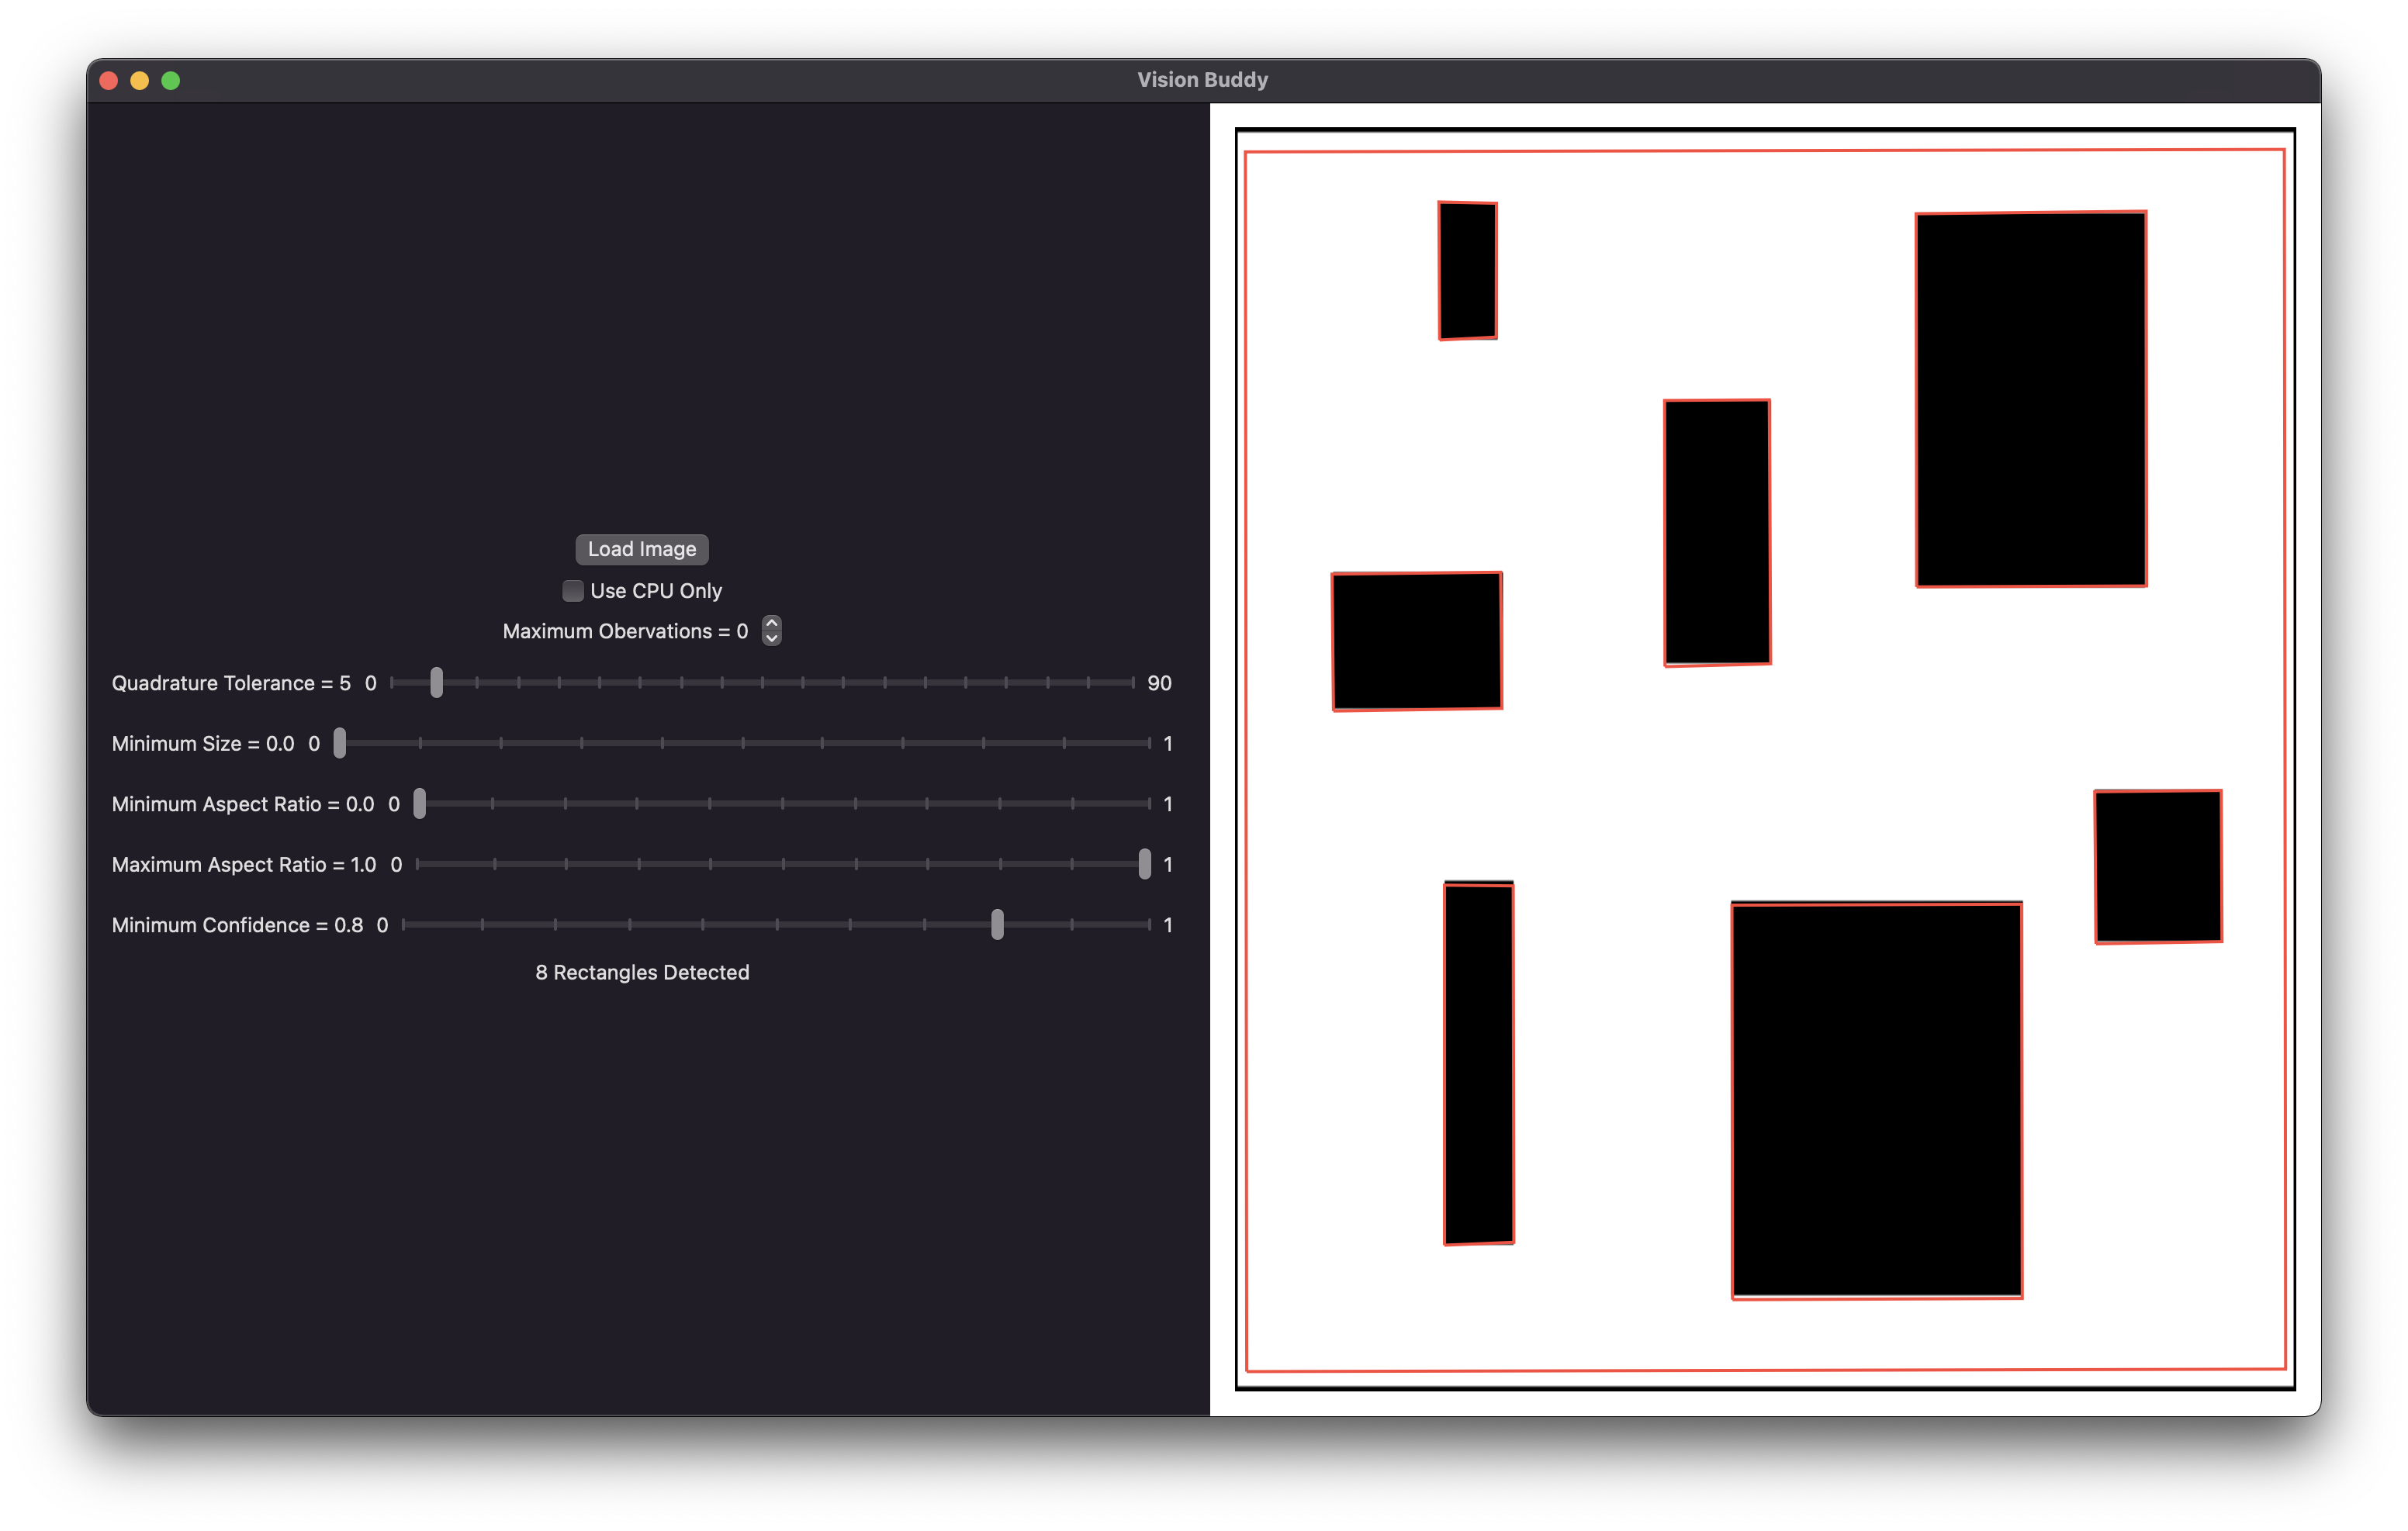 Vision Buddy
Load Image
Use CPU Only
Maximum Obervations = 0
Quadrature Tolerance = 5 0 90
Minimum Size = 0.0 0 1
Minimum Aspect Ratio = 0.0 0 1
Maximum Aspect Ratio = 1.0 0 1
Minimum Confidence = 0.8 0 1
8 Rectangles Detected